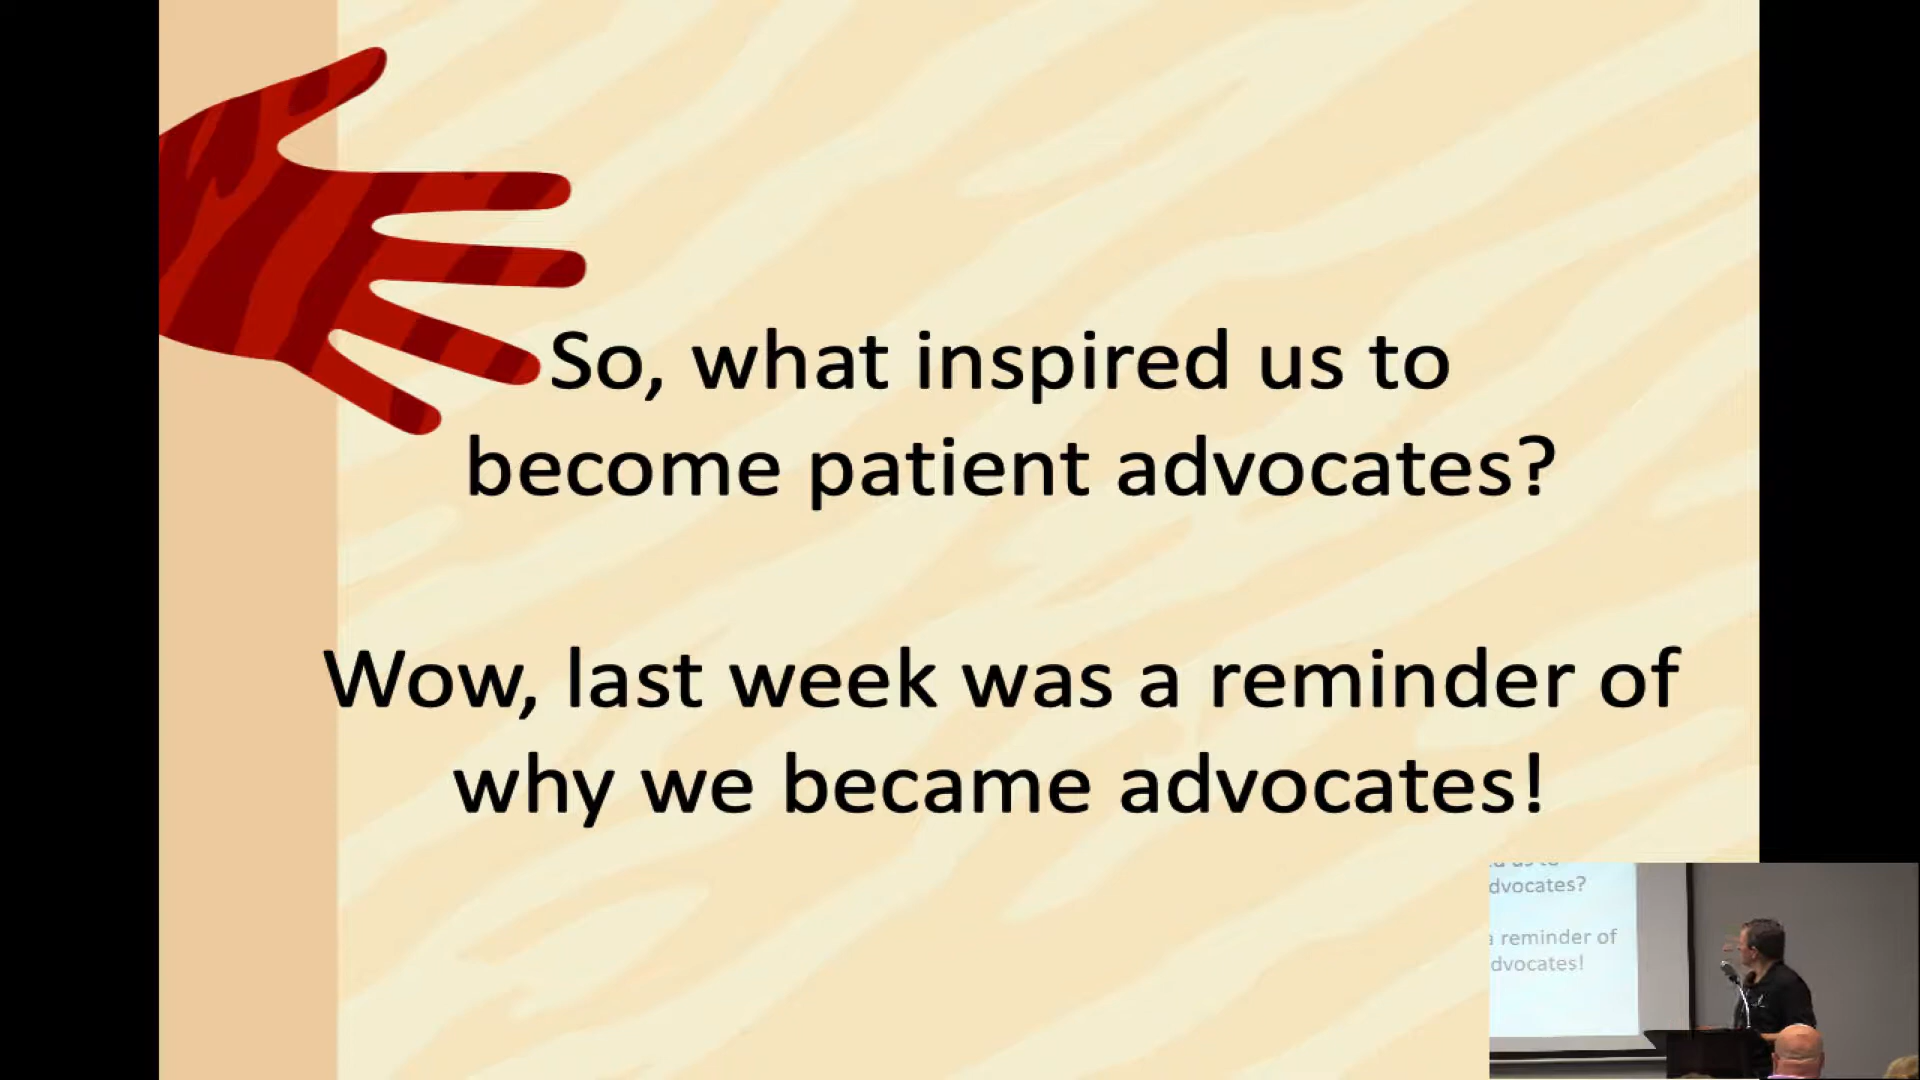 So, what inspired us to
become patient advocates?
Wow, last week was a reminder of
why we became advocates!
dvocates?
a reminder of
dvocates!